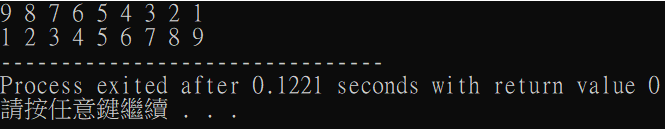 9 8 7 6 5 4 3 2 1
1 2 3 4 5 6 7 8 9
--------------------------------
Process exited after 0.1221 seconds with return value 0
請按任意鍵繼續 . . .